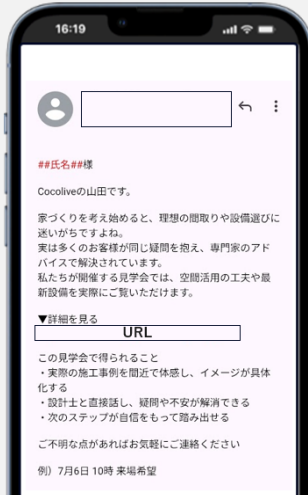 16:19
##氏名##様
Cocoliveの山田です。
家づくりを考え始めると、理想の間取りや設備選びに
迷いがちですよね。
実は多くのお客様が同じ疑問を抱え、専門家のアド
バイスで解決されています。
私たちが開催する見学会では、空間活用の工夫や最
新設備を実際にご覧いただけます。
▼詳細を見る
URL
この見学会で得られること
・実際の施工事例を間近で体感し、イメージが具体
化する
・設計士と直接話し、疑問や不安が解消できる
・次のステップが自信をもって踏み出せる
ご不明な点があればお気軽にご連絡ください
例）7月6日 10時 来場希望